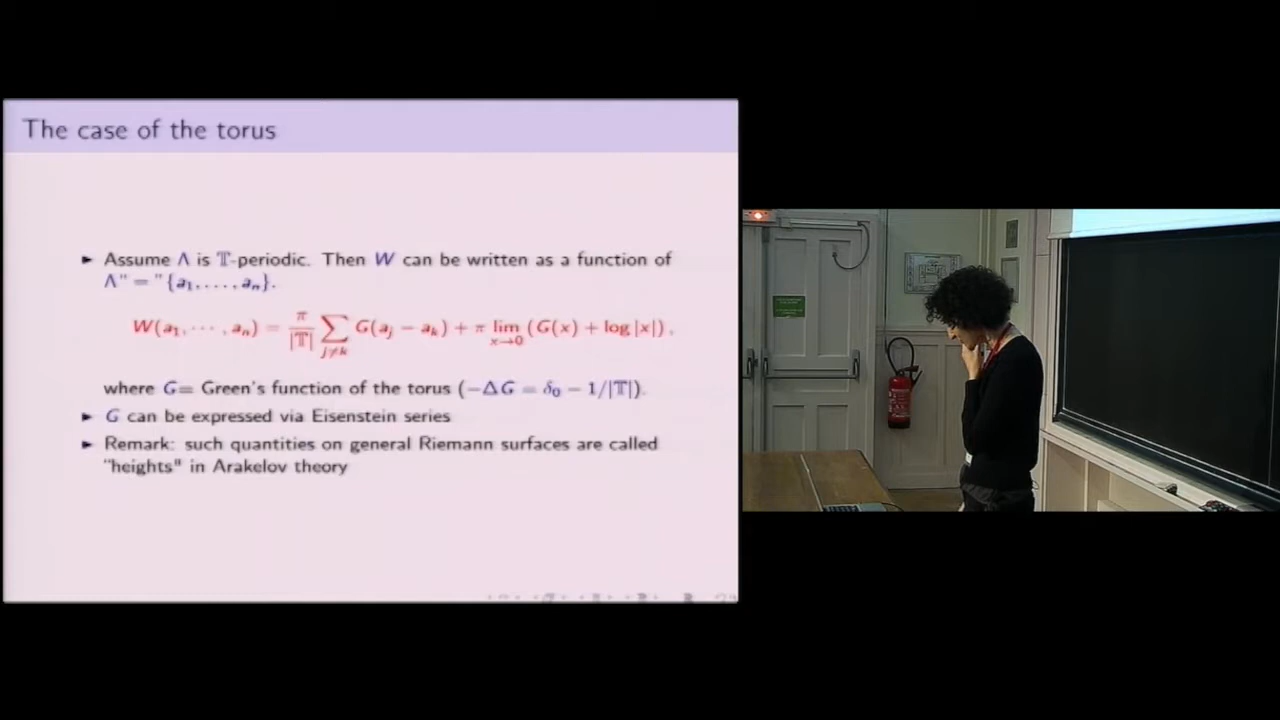 The case of the torus
► Assume Λ is 𝕋-periodic. Then W can be written as a function of
Λ" = "{a₁, . . . , aₙ}.
W(a₁, ··· , aₙ) = π/|𝕋| ∑_{j≠k} G(aⱼ − aₖ) + π lim_{x→0} (G(x) + log |x|) ,
where G= Green's function of the torus (−ΔG = δ₀ − 1/|𝕋|).
► G can be expressed via Eisenstein series
► Remark: such quantities on general Riemann surfaces are called
"heights" in Arakelov theory